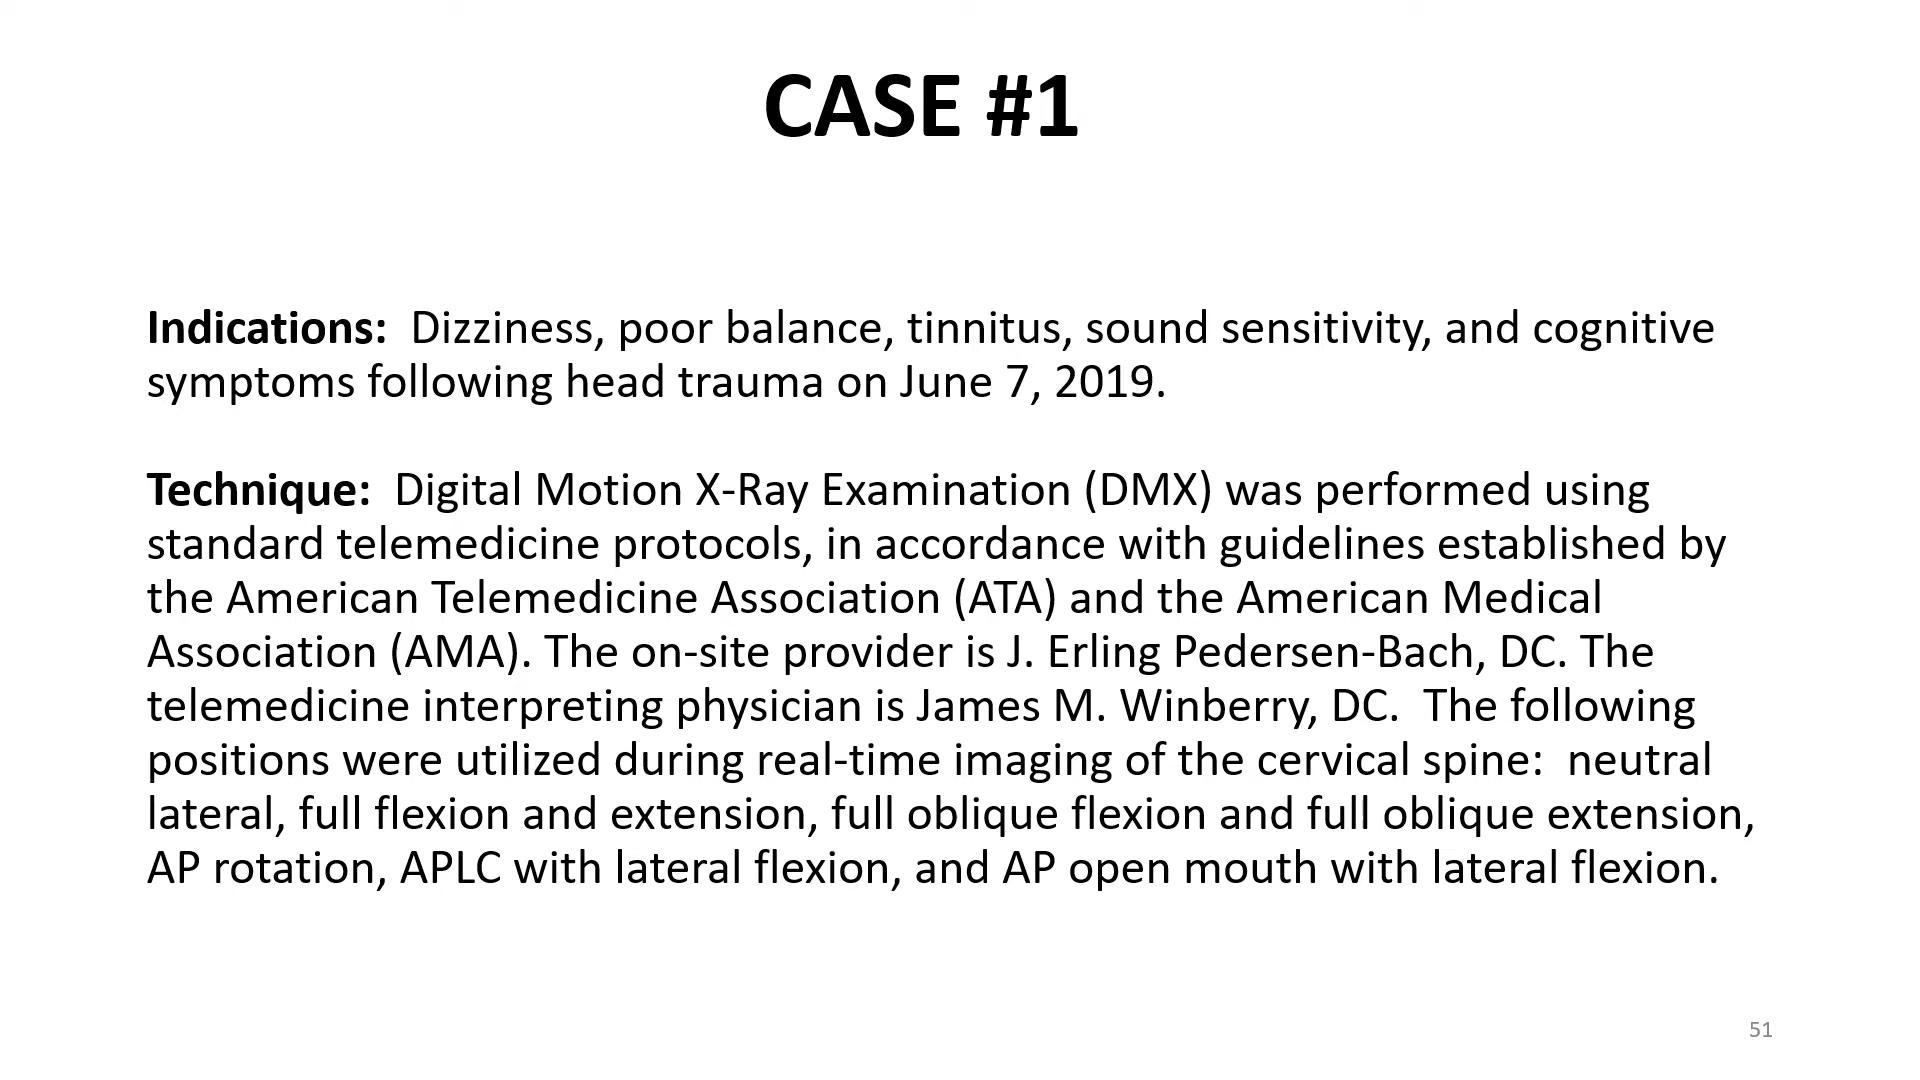 CASE #1
Indications:  Dizziness, poor balance, tinnitus, sound sensitivity, and cognitive
symptoms following head trauma on June 7, 2019.
Technique:  Digital Motion X-Ray Examination (DMX) was performed using
standard telemedicine protocols, in accordance with guidelines established by
the American Telemedicine Association (ATA) and the American Medical
Association (AMA). The on-site provider is J. Erling Pedersen-Bach, DC. The
telemedicine interpreting physician is James M. Winberry, DC.  The following
positions were utilized during real-time imaging of the cervical spine:  neutral
lateral, full flexion and extension, full oblique flexion and full oblique extension,
AP rotation, APLC with lateral flexion, and AP open mouth with lateral flexion.
51